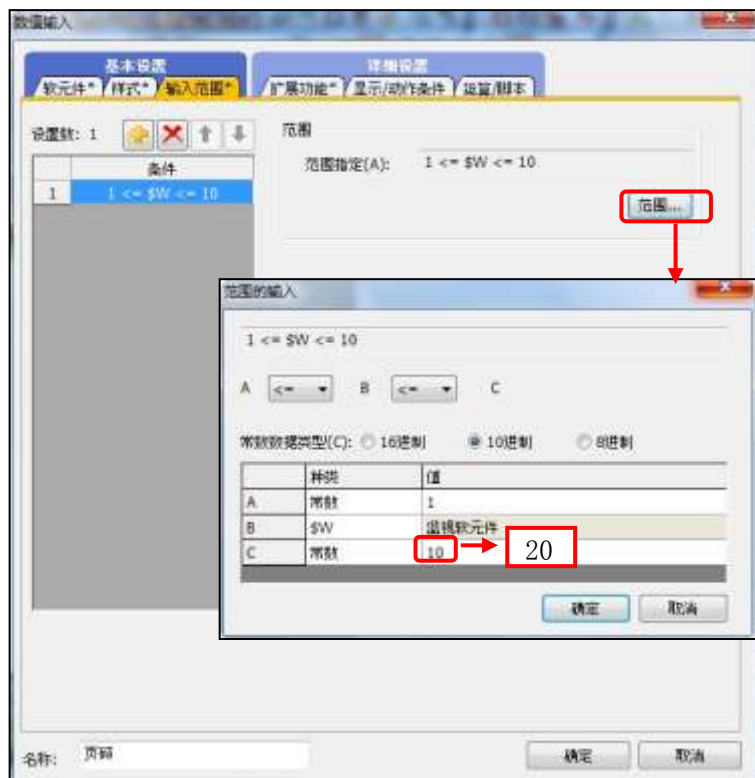 数值输入
基本设置
详细设置
软元件*
样式*
输入范围*
扩展功能*
显示/动作条件
运算/脚本
设置数: 1
条件
1 1 <= $W <= 10
范围
范围指定(A): 1 <= $W <= 10
范围...
范围的输入
1 <= $W <= 10
A <= B <= C
常数数据类型(C): 16进制 10进制 8进制
种类 值
A 常数 1
B $W 监视软元件
C 常数 10
20
确定 取消
名称: 页码
确定 取消